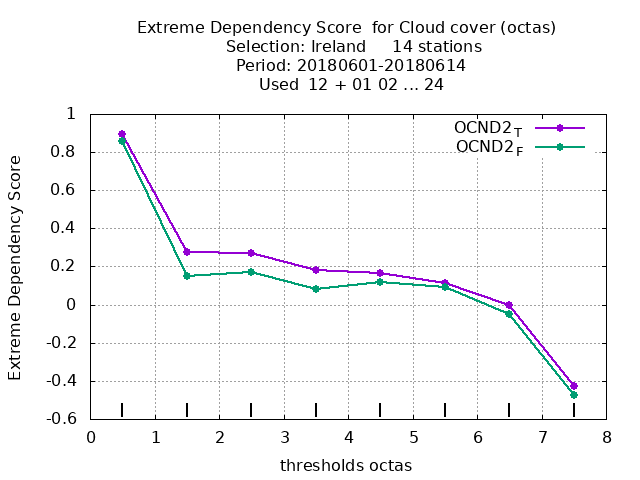 Extreme Dependency Score  for Cloud cover (octas)
Selection: Ireland     14 stations
Period: 20180601-20180614
Used  12 + 01 02 ... 24
OCND2T
OCND2F
Extreme Dependency Score
1
0.8
0.6
0.4
0.2
0
-0.2
-0.4
-0.6
0 1 2 3 4 5 6 7 8
thresholds octas